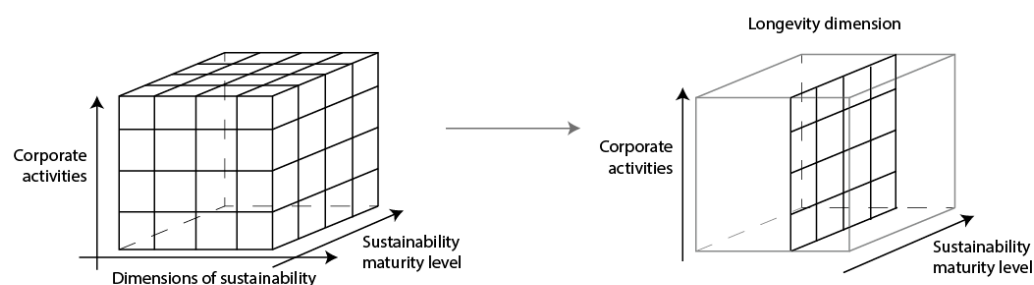 Longevity dimension
Corporate
activities
Sustainability
maturity level
Dimensions of sustainability
Corporate
activities
Sustainability
maturity level